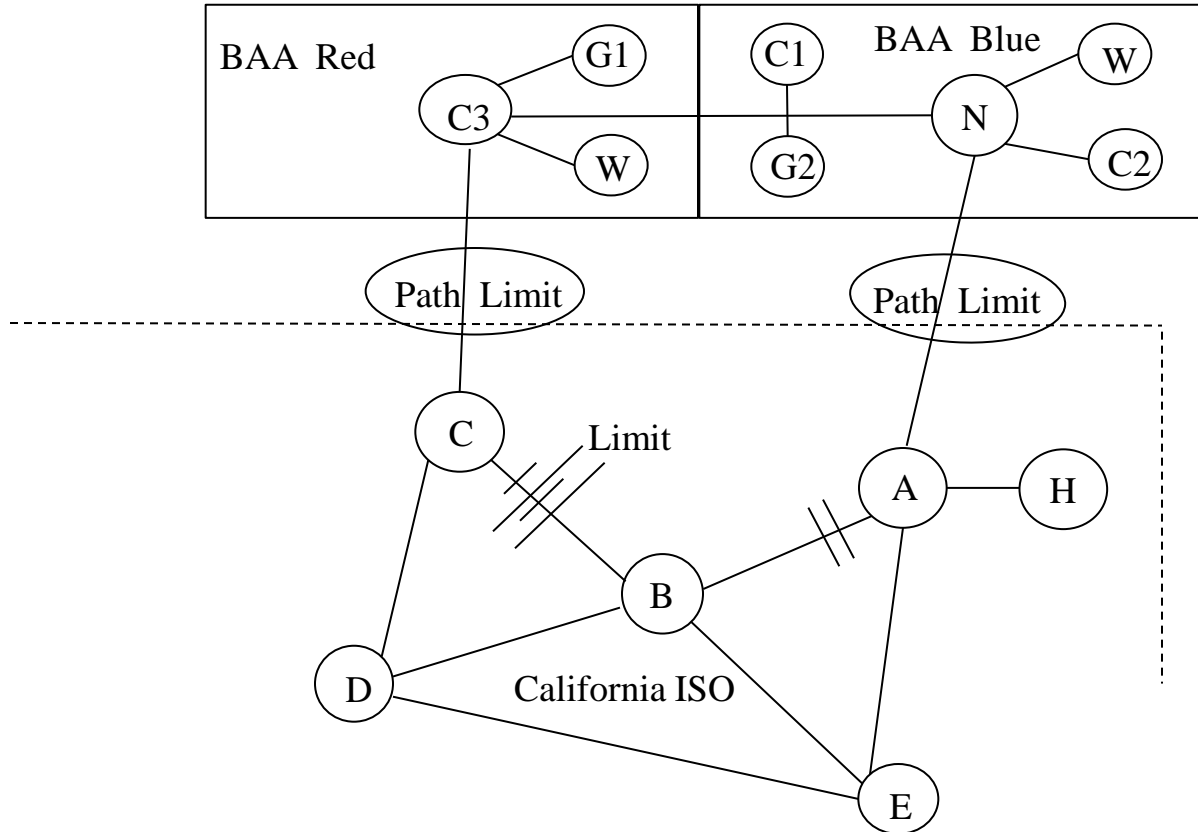 BAA Red
G1
C3
W
BAA Blue
C1
W
N
G2
C2
Path Limit
Path Limit
C
Limit
A
H
B
D
California ISO
E